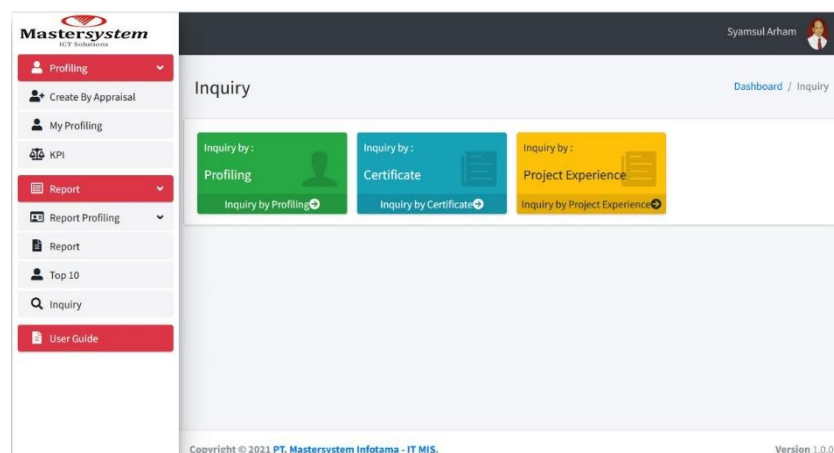 Mastersystem
ICT Solutions
Syamsul Arham
Profiling
Create By Appraisal
My Profiling
KPI
Report
Report Profiling
Report
Top 10
Inquiry
User Guide
Inquiry
Dashboard / Inquiry
Inquiry by :
Profiling
Inquiry by Profiling
Inquiry by :
Certificate
Inquiry by Certificate
Inquiry by :
Project Experience
Inquiry by Project Experience
Copyright © 2021 PT. Mastersystem Infotama - IT MIS.
Version 1.0.0